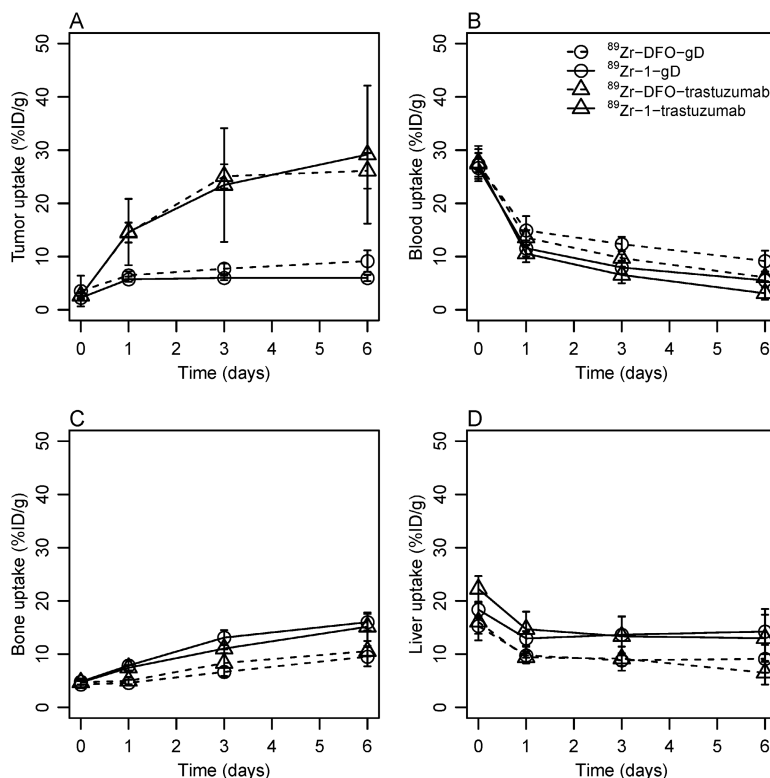 A
Tumor uptake (%ID/g)
50
40
30
20
10
0
0 1 2 3 4 5 6
Time (days)
B
Blood uptake (%ID/g)
50
40
30
20
10
0
⁸⁹Zr−DFO−gD
⁸⁹Zr−1−gD
⁸⁹Zr−DFO−trastuzumab
⁸⁹Zr−1−trastuzumab
0 1 2 3 4 5 6
Time (days)
C
Bone uptake (%ID/g)
50
40
30
20
10
0
0 1 2 3 4 5 6
Time (days)
D
Liver uptake (%ID/g)
50
40
30
20
10
0
0 1 2 3 4 5 6
Time (days)